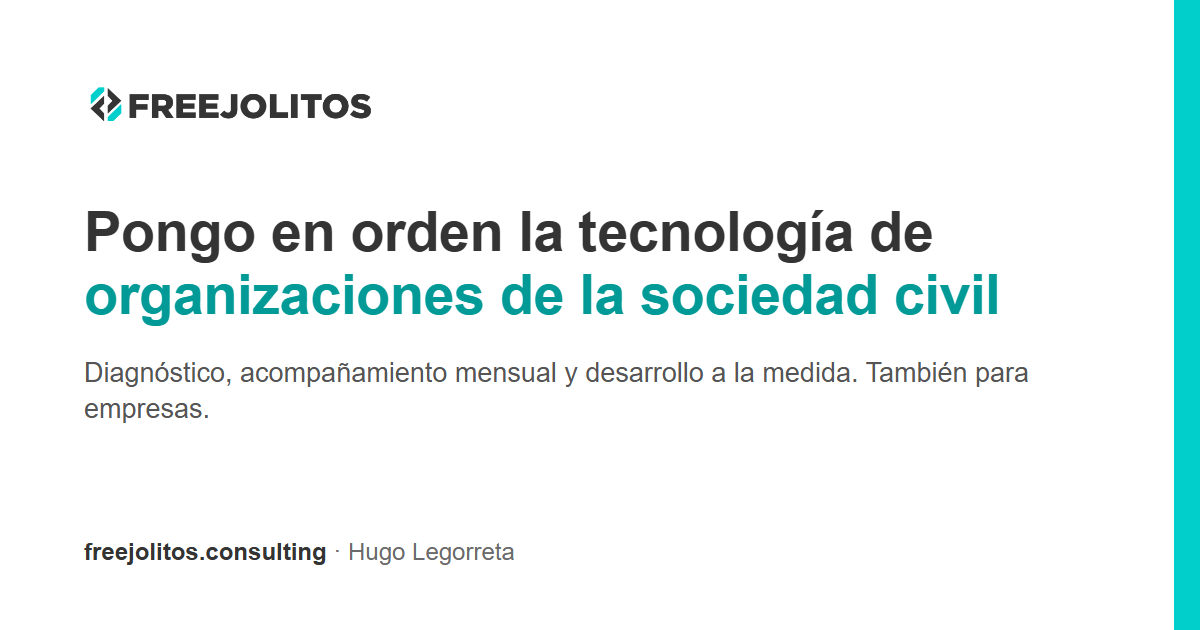 FREEJOLITOS
Pongo en orden la tecnología de
organizaciones de la sociedad civil
Diagnóstico, acompañamiento mensual y desarrollo a la medida. También para
empresas.
freejolitos.consulting · Hugo Legorreta